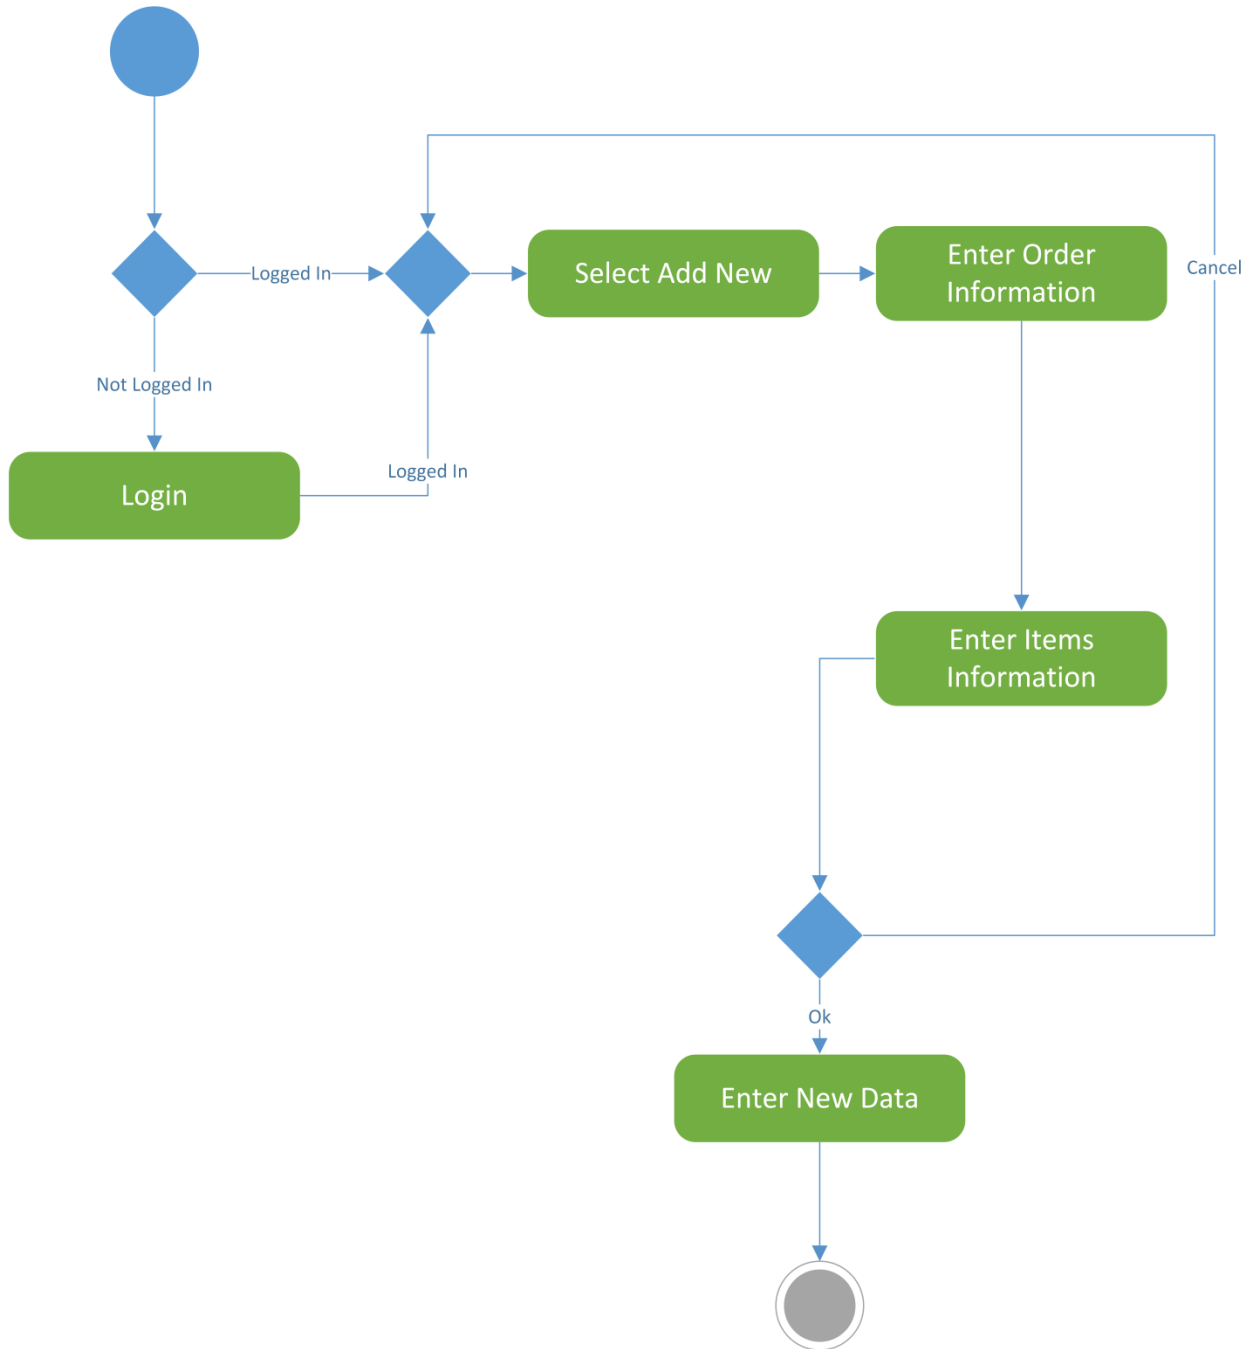 Logged In
Select Add New
Enter Order
Information
Cancel
Not Logged In
Logged In
Login
Enter Items
Information
Ok
Enter New Data